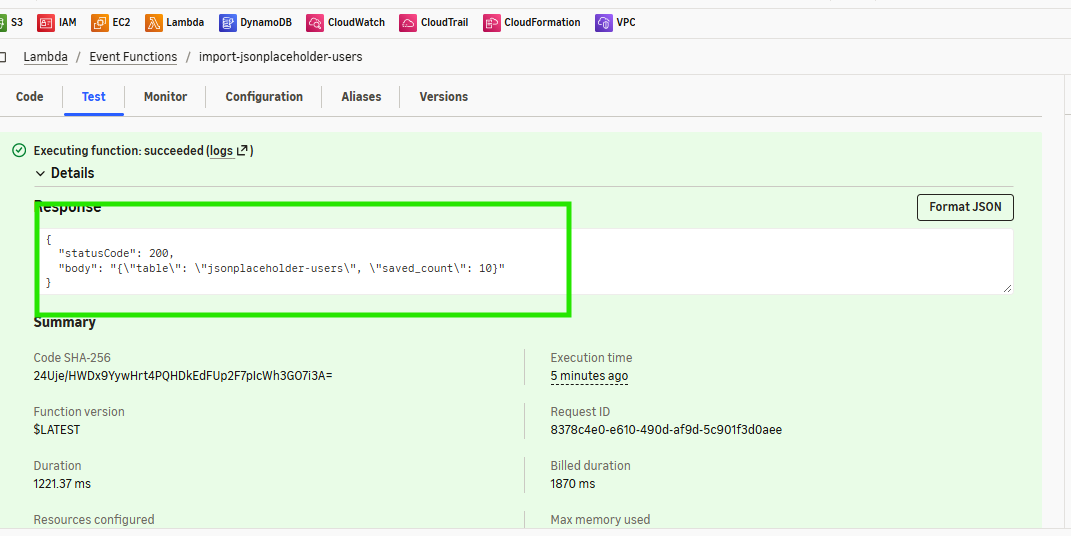 S3 IAM EC2 Lambda DynamoDB CloudWatch CloudTrail CloudFormation VPC
Lambda / Event Functions / import-jsonplaceholder-users
Code Test Monitor Configuration Aliases Versions
Executing function: succeeded (logs)
Details
Response
Format JSON
{
"statusCode": 200,
"body": "{\"table\": \"jsonplaceholder-users\", \"saved_count\": 10}"
}
Summary
Code SHA-256
24Uje/HWDx9YywHrt4PQHDkEdFUp2F7plcWh3GO7i3A=
Execution time
5 minutes ago
Function version
$LATEST
Request ID
8378c4e0-e610-490d-af9d-5c901f3d0aee
Duration
1221.37 ms
Billed duration
1870 ms
Resources configured
Max memory used